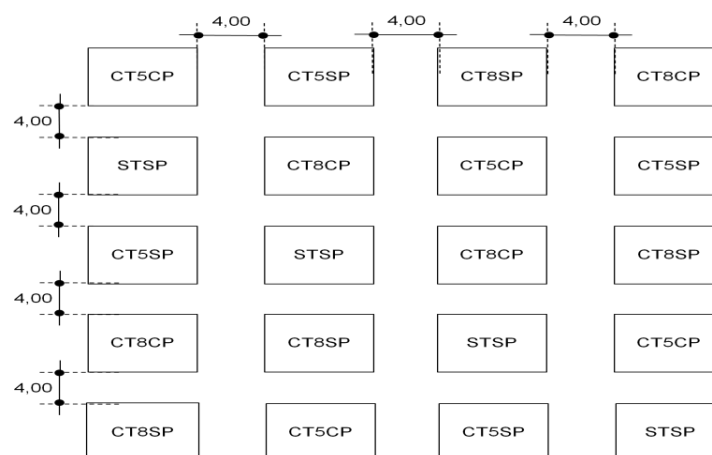 4,00 4,00 4,00
CT5CP CT5SP CT8SP CT8CP
4,00
STSP CT8CP CT5CP CT5SP
4,00
CT5SP STSP CT8CP CT8SP
4,00
CT8CP CT8SP STSP CT5CP
4,00
CT8SP CT5CP CT5SP STSP